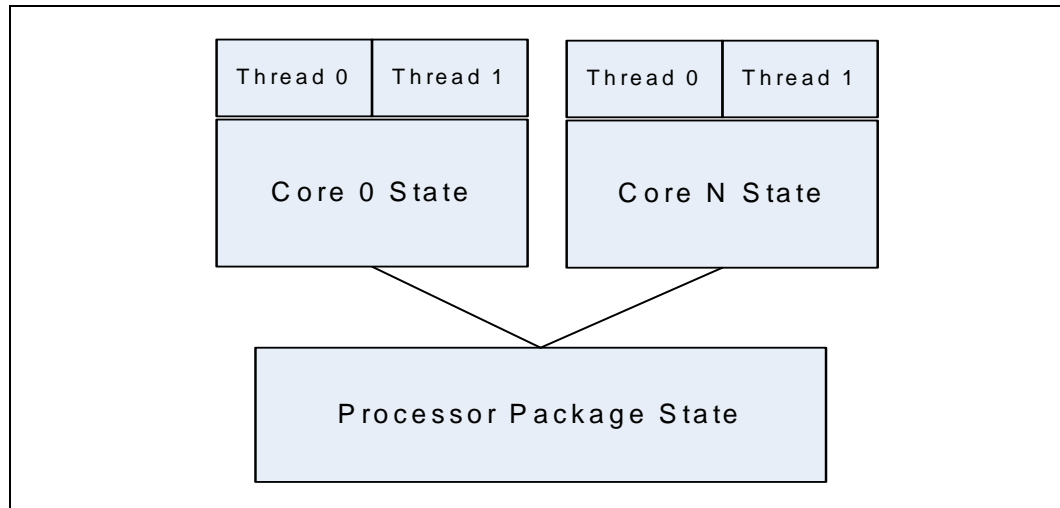 Thread 0 Thread 1 Thread 0 Thread 1
Core 0 State Core N State
Processor Package State